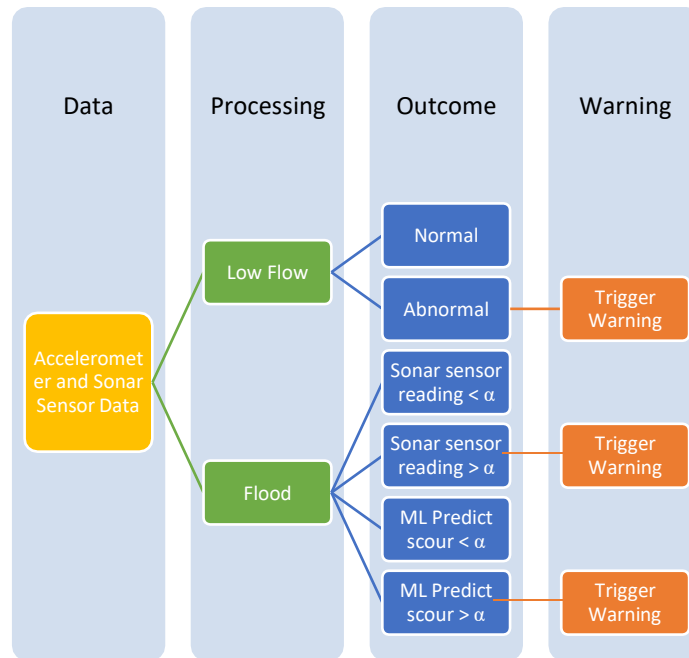 Data
Processing
Outcome
Warning
Acceleromet
er and Sonar
Sensor Data
Low Flow
Flood
Normal
Abnormal
Sonar sensor
reading < α
Sonar sensor
reading > α
ML Predict
scour < α
ML Predict
scour > α
Trigger
Warning
Trigger
Warning
Trigger
Warning